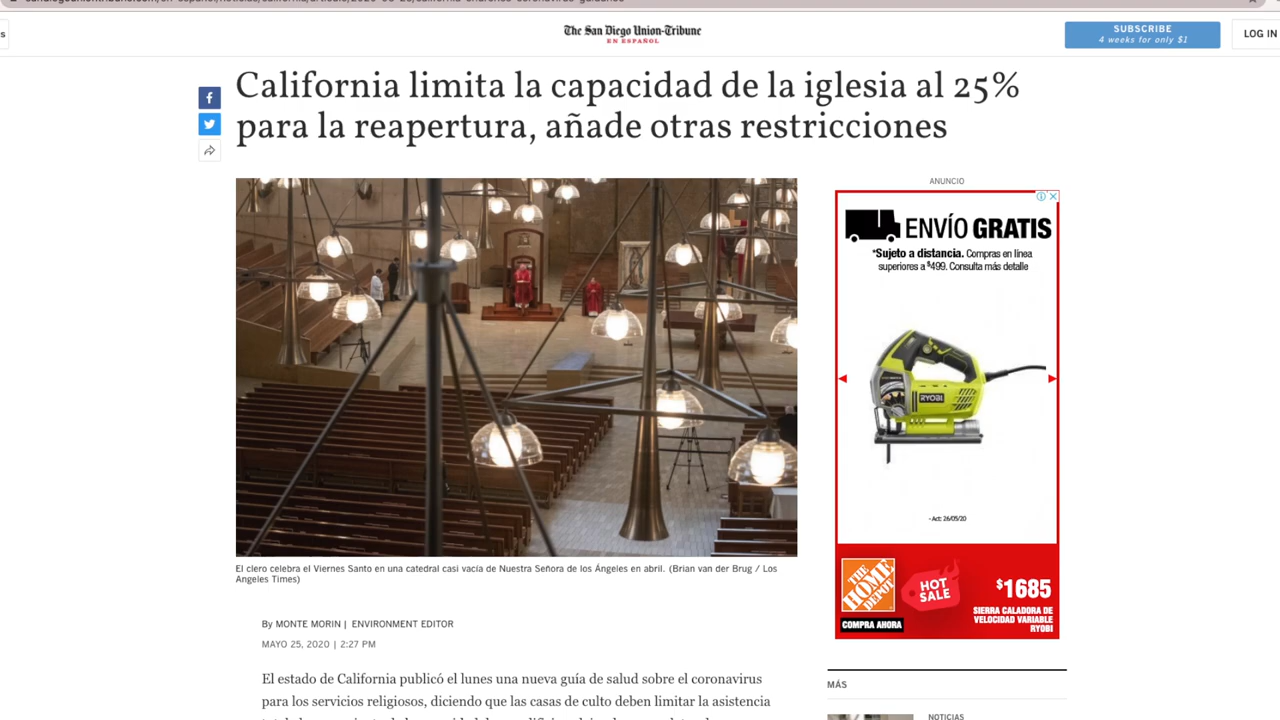 The San Diego Union-Tribune
EN ESPAÑOL
SUBSCRIBE
4 weeks for only $1
LOG IN
California limita la capacidad de la iglesia al 25%
para la reapertura, añade otras restricciones
ANUNCIO
ENVÍO GRATIS
*Sujeto a distancia. Compras en línea
superiores a $499. Consulta más detalle
RYOBI
-Act: 26/05/20
THE
HOME
DEPOT
HOT
SALE
$1685
SIERRA CALADORA DE
VELOCIDAD VARIABLE
RYOBI
COMPRA AHORA
El clero celebra el Viernes Santo en una catedral casi vacía de Nuestra Señora de los Ángeles en abril. (Brian van der Brug / Los
Angeles Times)
By MONTE MORIN | ENVIRONMENT EDITOR
MAYO 25, 2020 | 2:27 PM
El estado de California publicó el lunes una nueva guía de salud sobre el coronavirus
para los servicios religiosos, diciendo que las casas de culto deben limitar la asistencia
MÁS
NOTICIAS